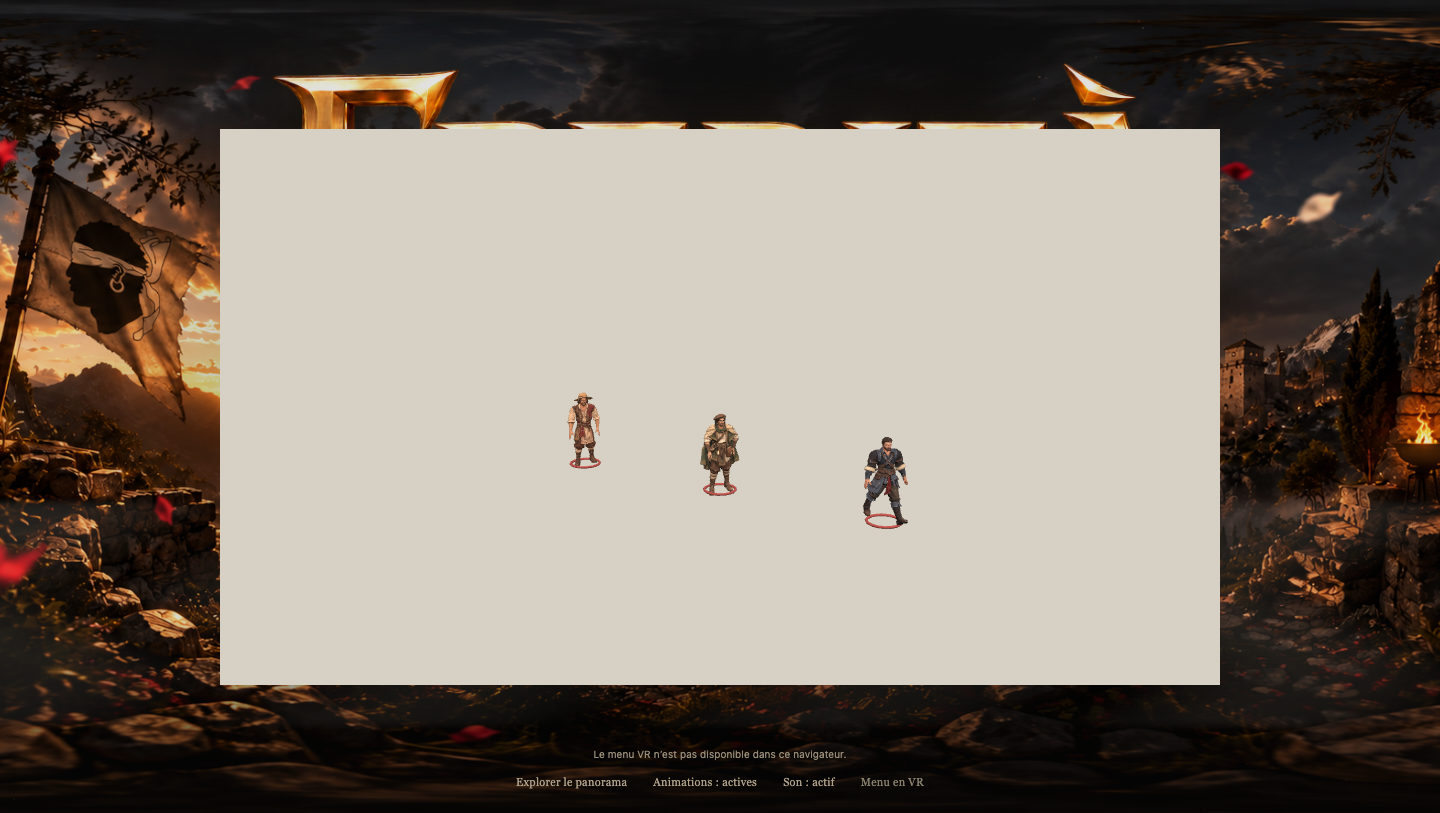 Le menu VR n’est pas disponible dans ce navigateur.
Explorer le panorama Animations : actives Son : actif Menu en VR